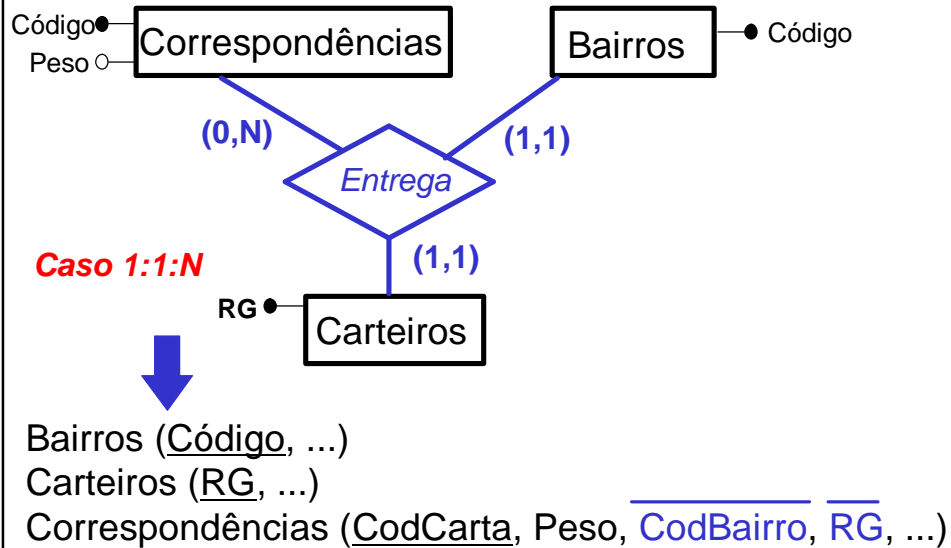 Código
Correspondências
Bairros
Código
Peso
(0,N)
(1,1)
Entrega
Caso 1:1:N
(1,1)
RG
Carteiros
Bairros (Código, ...)
Carteiros (RG, ...)
Correspondências (CodCarta, Peso, CodBairro, RG, ...)